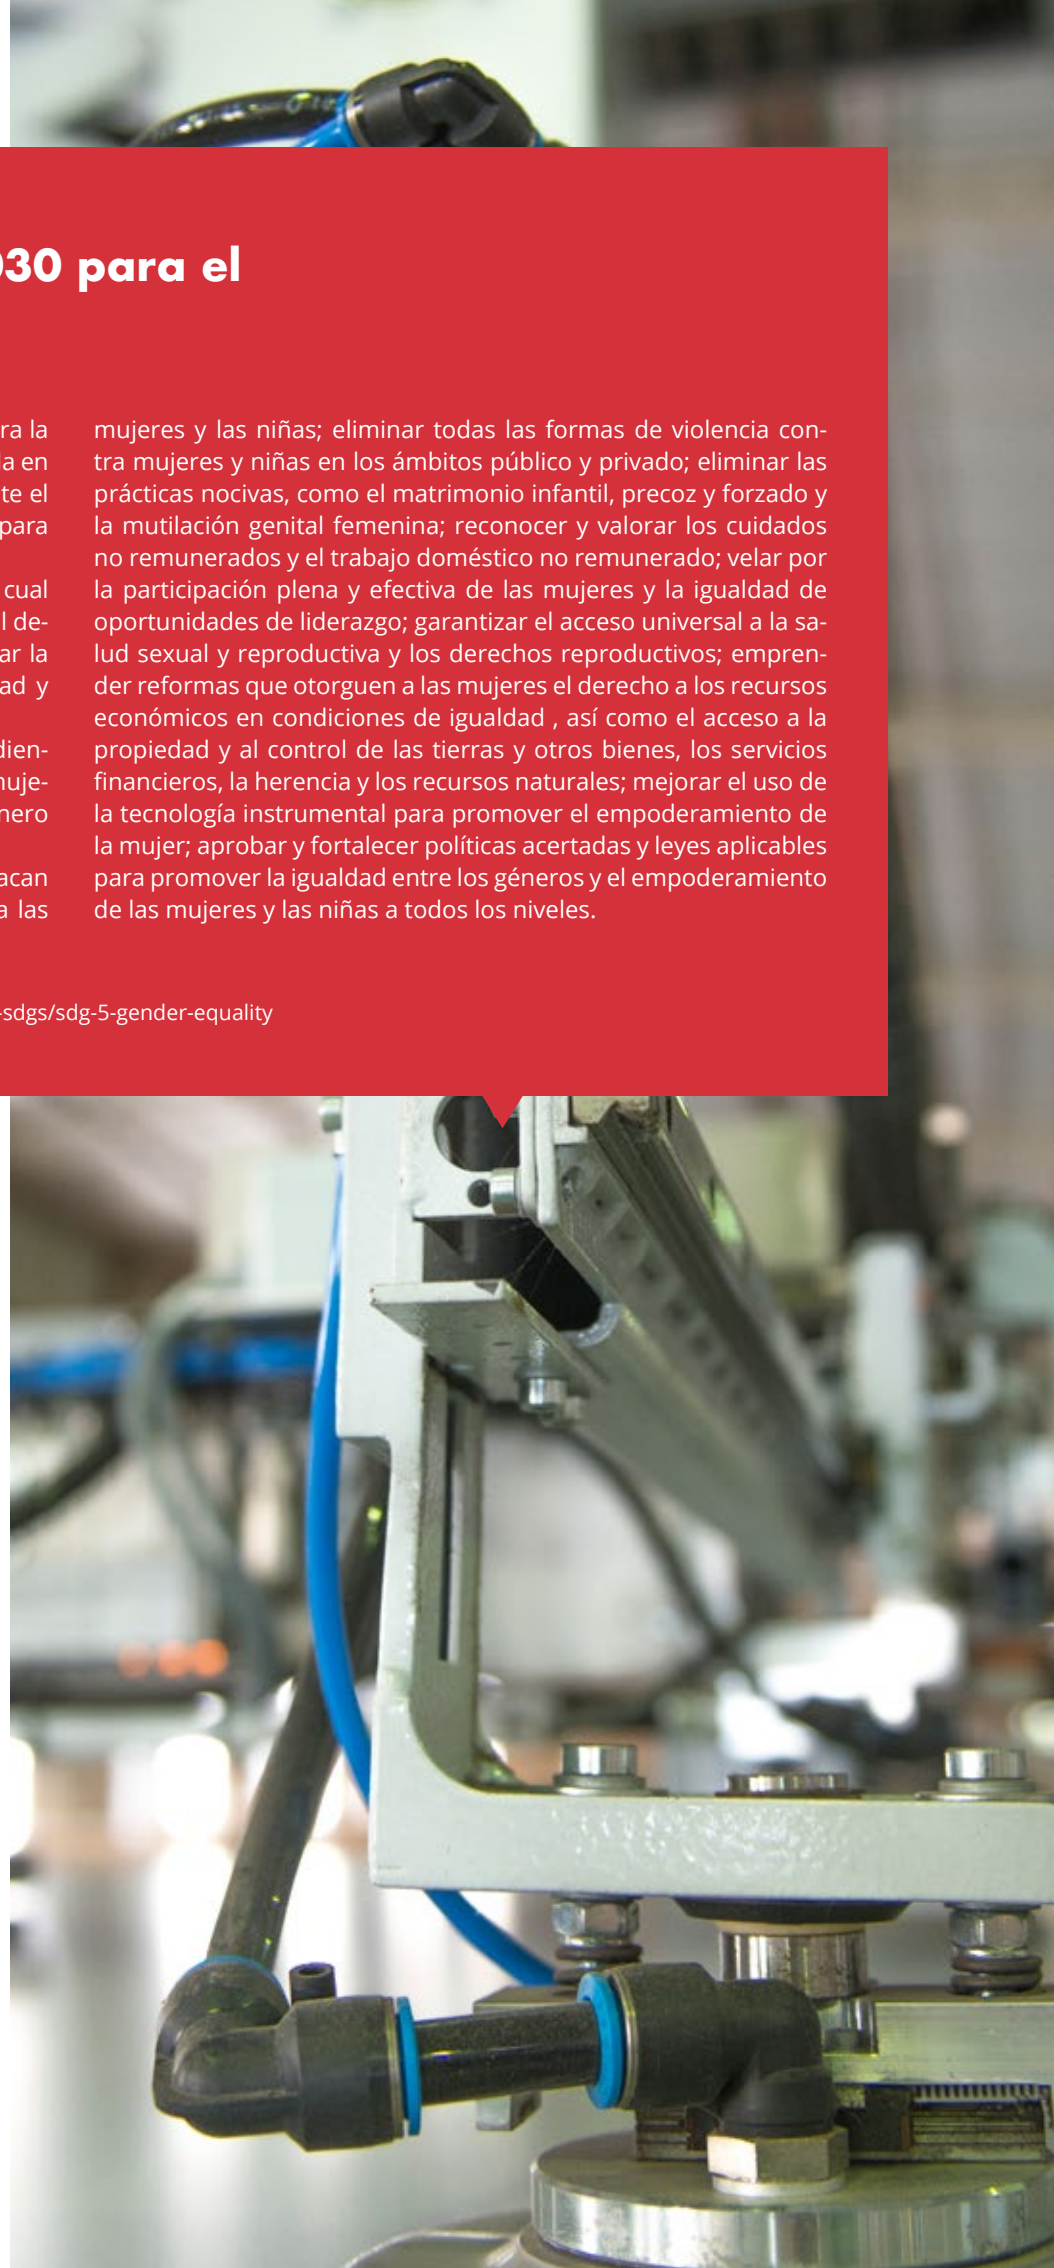 030 para el
ra la
la en
te el
para
cual
l de-
ar la
ad y
dien-
nuje-
nero
acan
a las
mujeres y las niñas; eliminar todas las formas de violencia con-
tra mujeres y niñas en los ámbitos público y privado; eliminar las
prácticas nocivas, como el matrimonio infantil, precoz y forzado y
la mutilación genital femenina; reconocer y valorar los cuidados
no remunerados y el trabajo doméstico no remunerado; velar por
la participación plena y efectiva de las mujeres y la igualdad de
oportunidades de liderazgo; garantizar el acceso universal a la sa-
lud sexual y reproductiva y los derechos reproductivos; empren-
der reformas que otorguen a las mujeres el derecho a los recursos
económicos en condiciones de igualdad , así como el acceso a la
propiedad y al control de las tierras y otros bienes, los servicios
financieros, la herencia y los recursos naturales; mejorar el uso de
la tecnología instrumental para promover el empoderamiento de
la mujer; aprobar y fortalecer políticas acertadas y leyes aplicables
para promover la igualdad entre los géneros y el empoderamiento
de las mujeres y las niñas a todos los niveles.
-sdgs/sdg-5-gender-equality